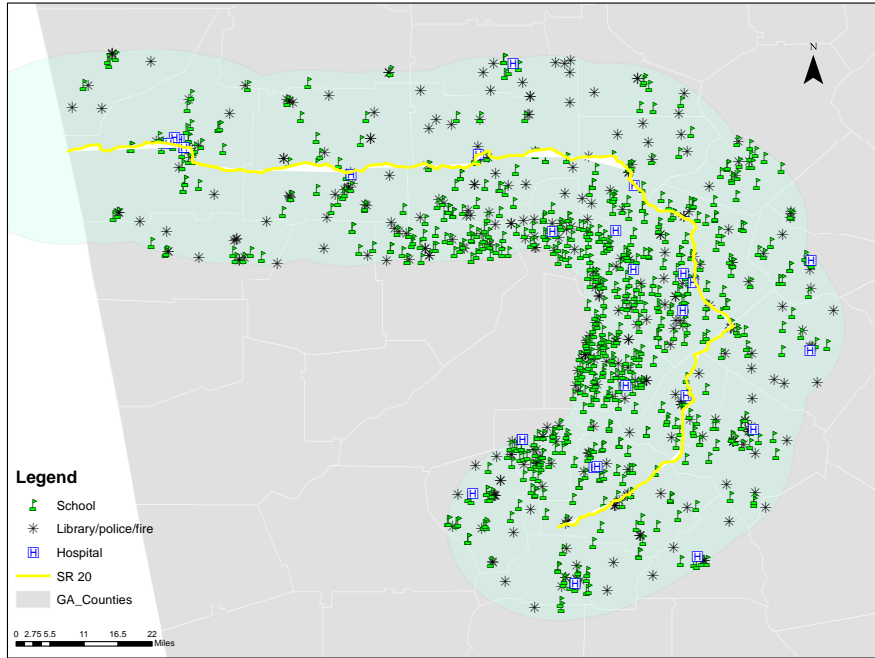 N
Legend
School
Library/police/fire
H Hospital
SR 20
GA_Counties
0 2.75 5.5 11 16.5 22
Miles